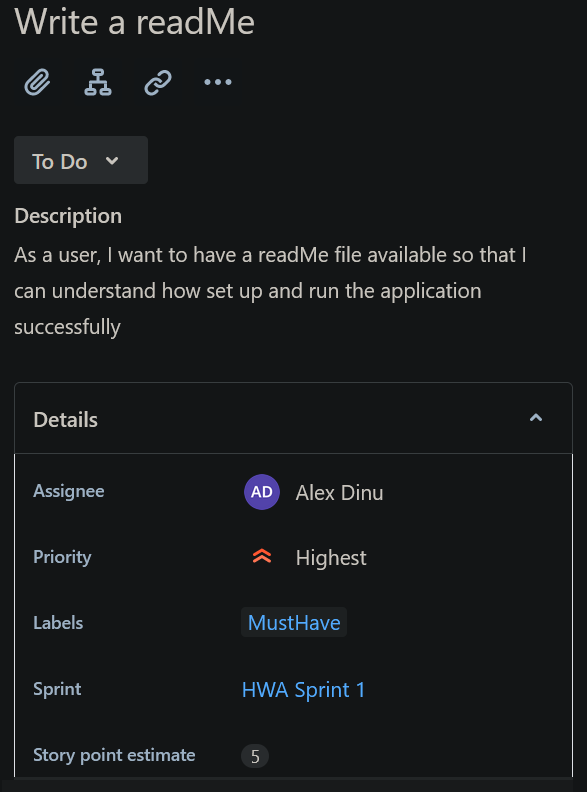 Write a readMe
To Do
Description
As a user, I want to have a readMe file available so that I
can understand how set up and run the application
successfully
Details
Assignee AD Alex Dinu
Priority Highest
Labels MustHave
Sprint HWA Sprint 1
Story point estimate 5